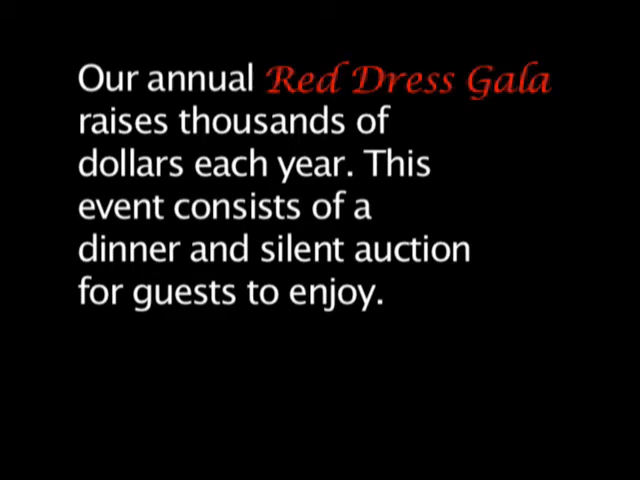 Our annual Red Dress Gala
raises thousands of
dollars each year. This
event consists of a
dinner and silent auction
for guests to enjoy.